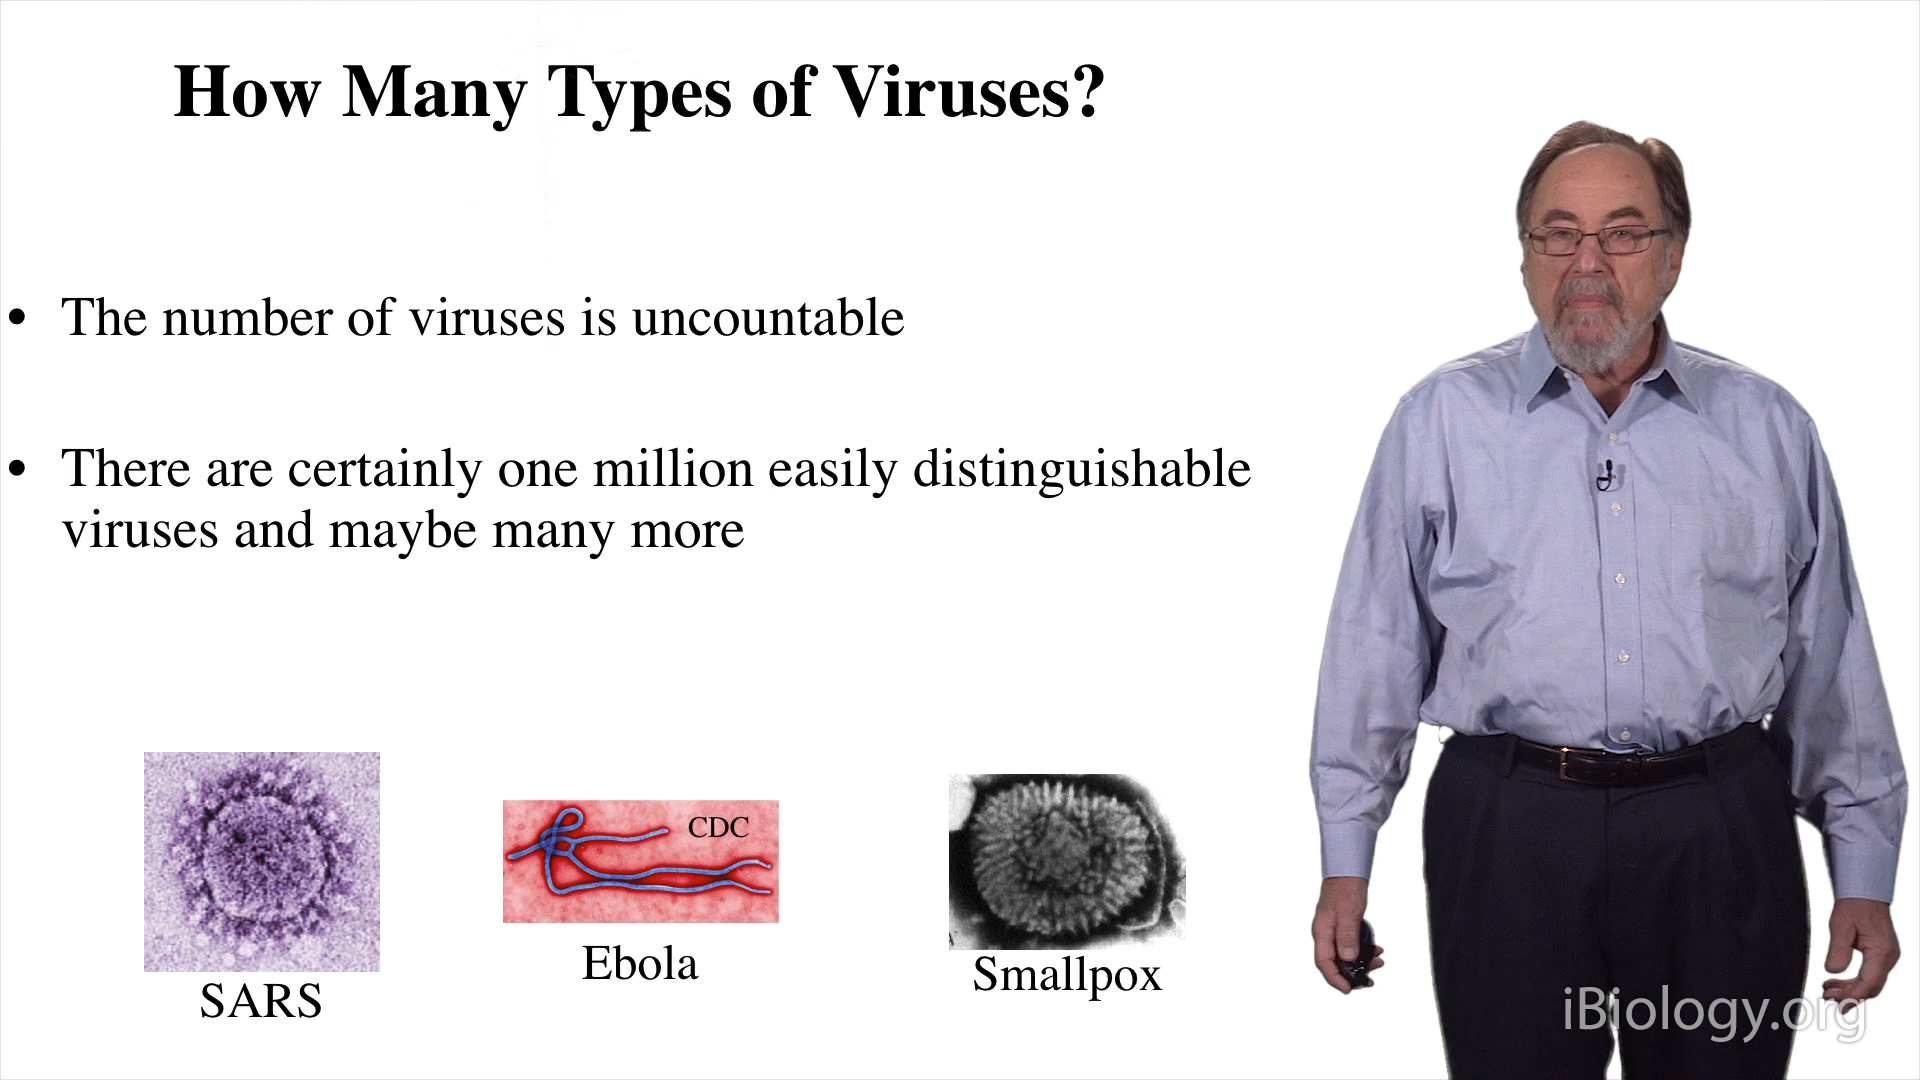 How Many Types of Viruses?
• The number of viruses is uncountable
• There are certainly one million easily distinguishable
viruses and maybe many more
CDC
SARS
Ebola
Smallpox
iBiology.org